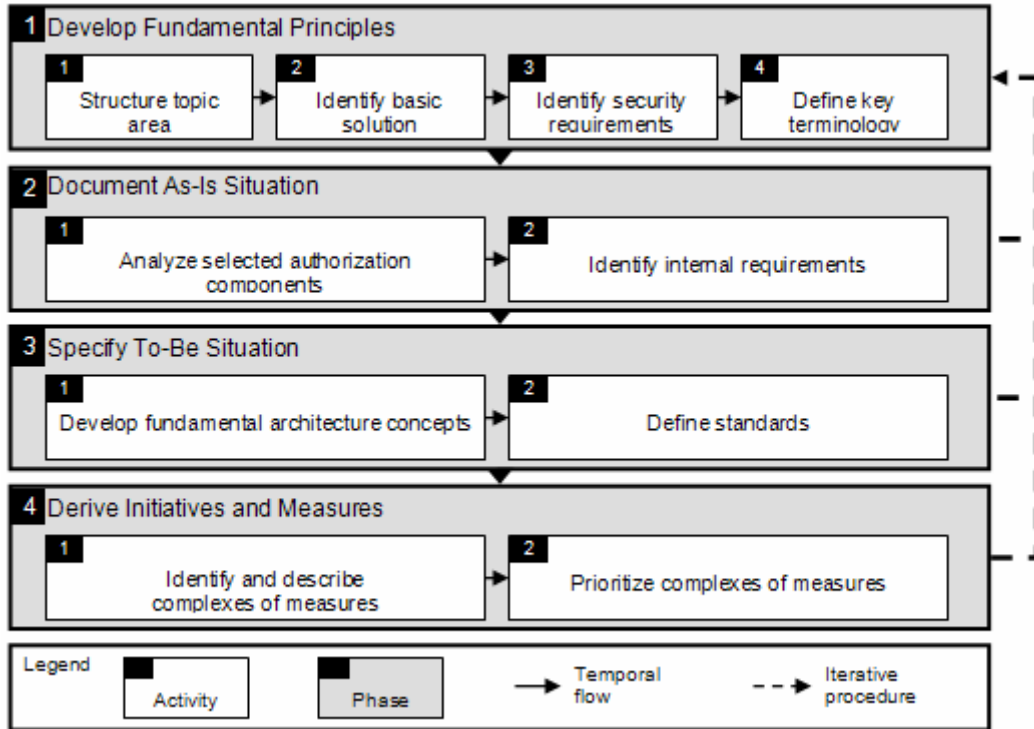 1 Develop Fundamental Principles
1
Structure topic
area
2
Identify basic
solution
3
Identify security
requirements
4
Define key
terminology
2 Document As-Is Situation
1
Analyze selected authorization
components
2
Identify internal requirements
3 Specify To-Be Situation
1
Develop fundamental architecture concepts
2
Define standards
4 Derive Initiatives and Measures
1
Identify and describe
complexes of measures
2
Prioritize complexes of measures
Legend
Activity
Phase
Temporal
flow
Iterative
procedure